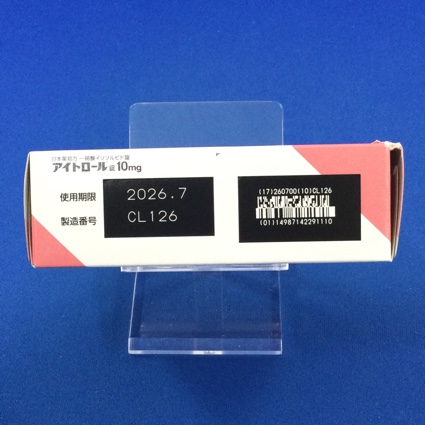 日本薬局方 一硝酸イソソルビド錠
アイトロール錠10mg
使用期限 2026.7
製造番号 CL126
(17)260700(10)CL126
(01)14987142291110